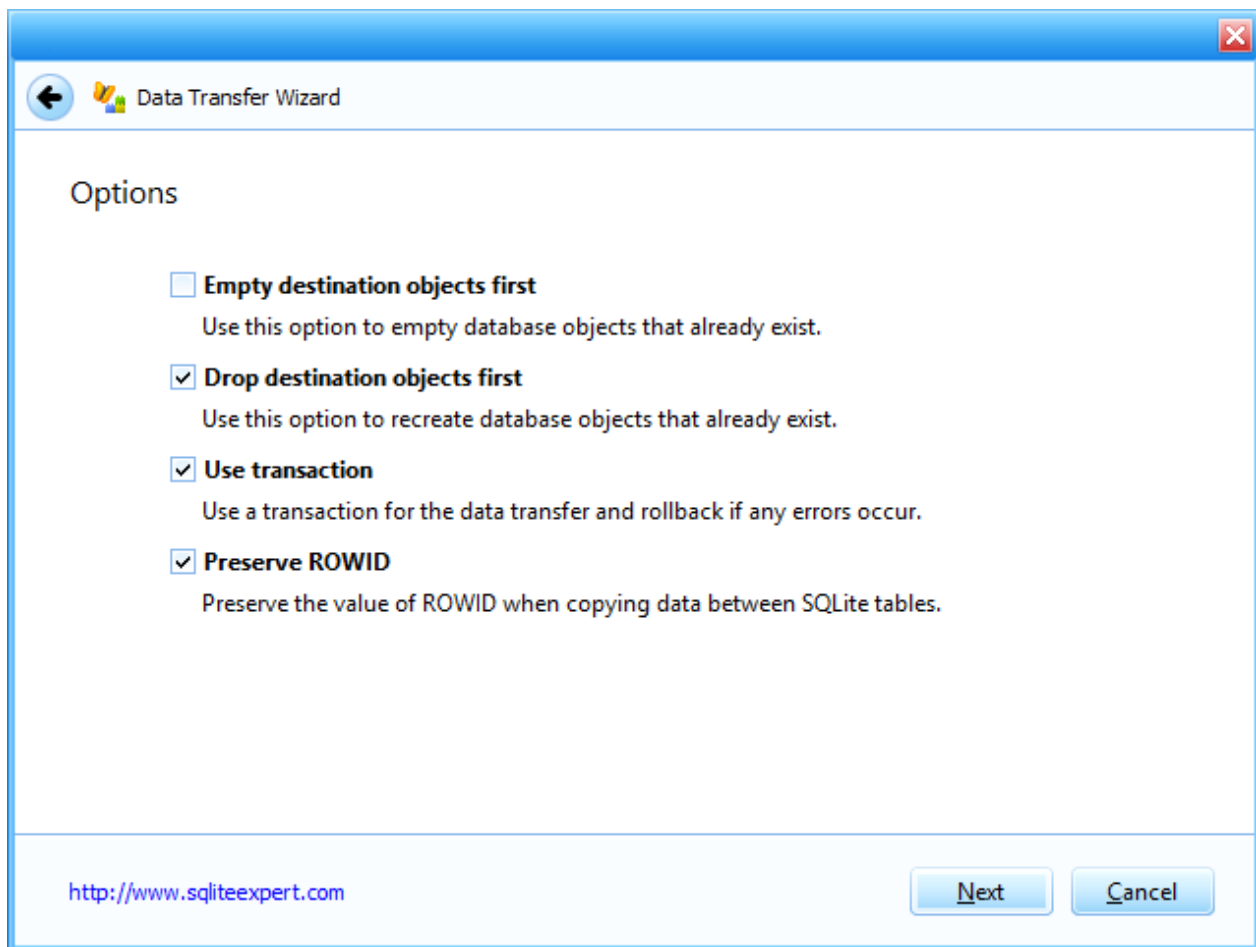 Data Transfer Wizard
Options
Empty destination objects first
Use this option to empty database objects that already exist.
Drop destination objects first
Use this option to recreate database objects that already exist.
Use transaction
Use a transaction for the data transfer and rollback if any errors occur.
Preserve ROWID
Preserve the value of ROWID when copying data between SQLite tables.
http://www.sqliteexpert.com
Next
Cancel